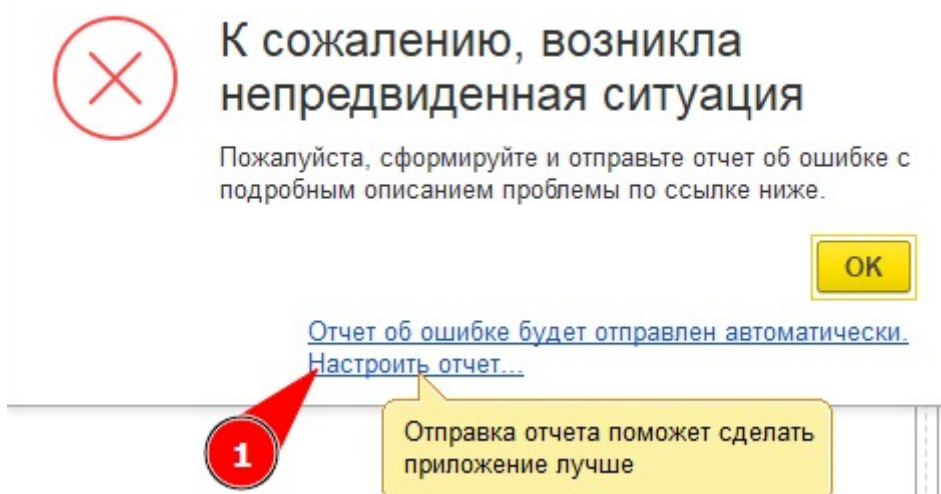 К сожалению, возникла
непредвиденная ситуация
Пожалуйста, сформируйте и отправьте отчет об ошибке с
подробным описанием проблемы по ссылке ниже.
OK
Отчет об ошибке будет отправлен автоматически.
Настроить отчет...
1
Отправка отчета поможет сделать
приложение лучше